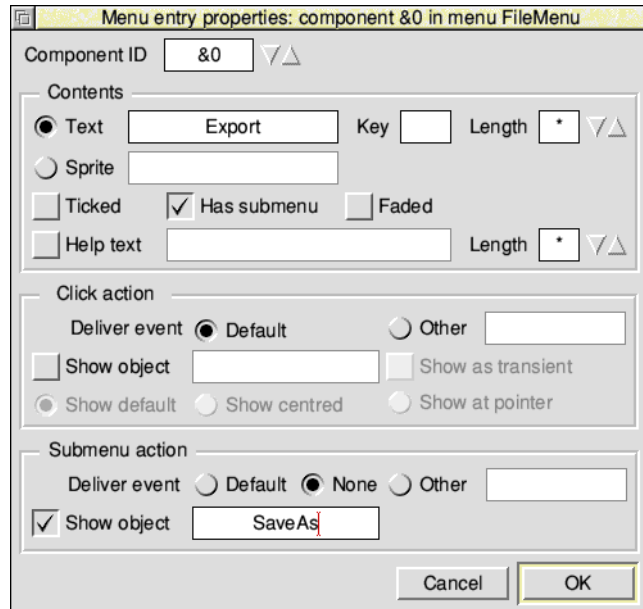 Menu entry properties: component &0 in menu FileMenu
Component ID &0
Contents
Text Export Key Length *
Sprite
Ticked Has submenu Faded
Help text Length *
Click action
Deliver event Default Other
Show object Show as transient
Show default Show centred Show at pointer
Submenu action
Deliver event Default None Other
Show object SaveAs
Cancel OK